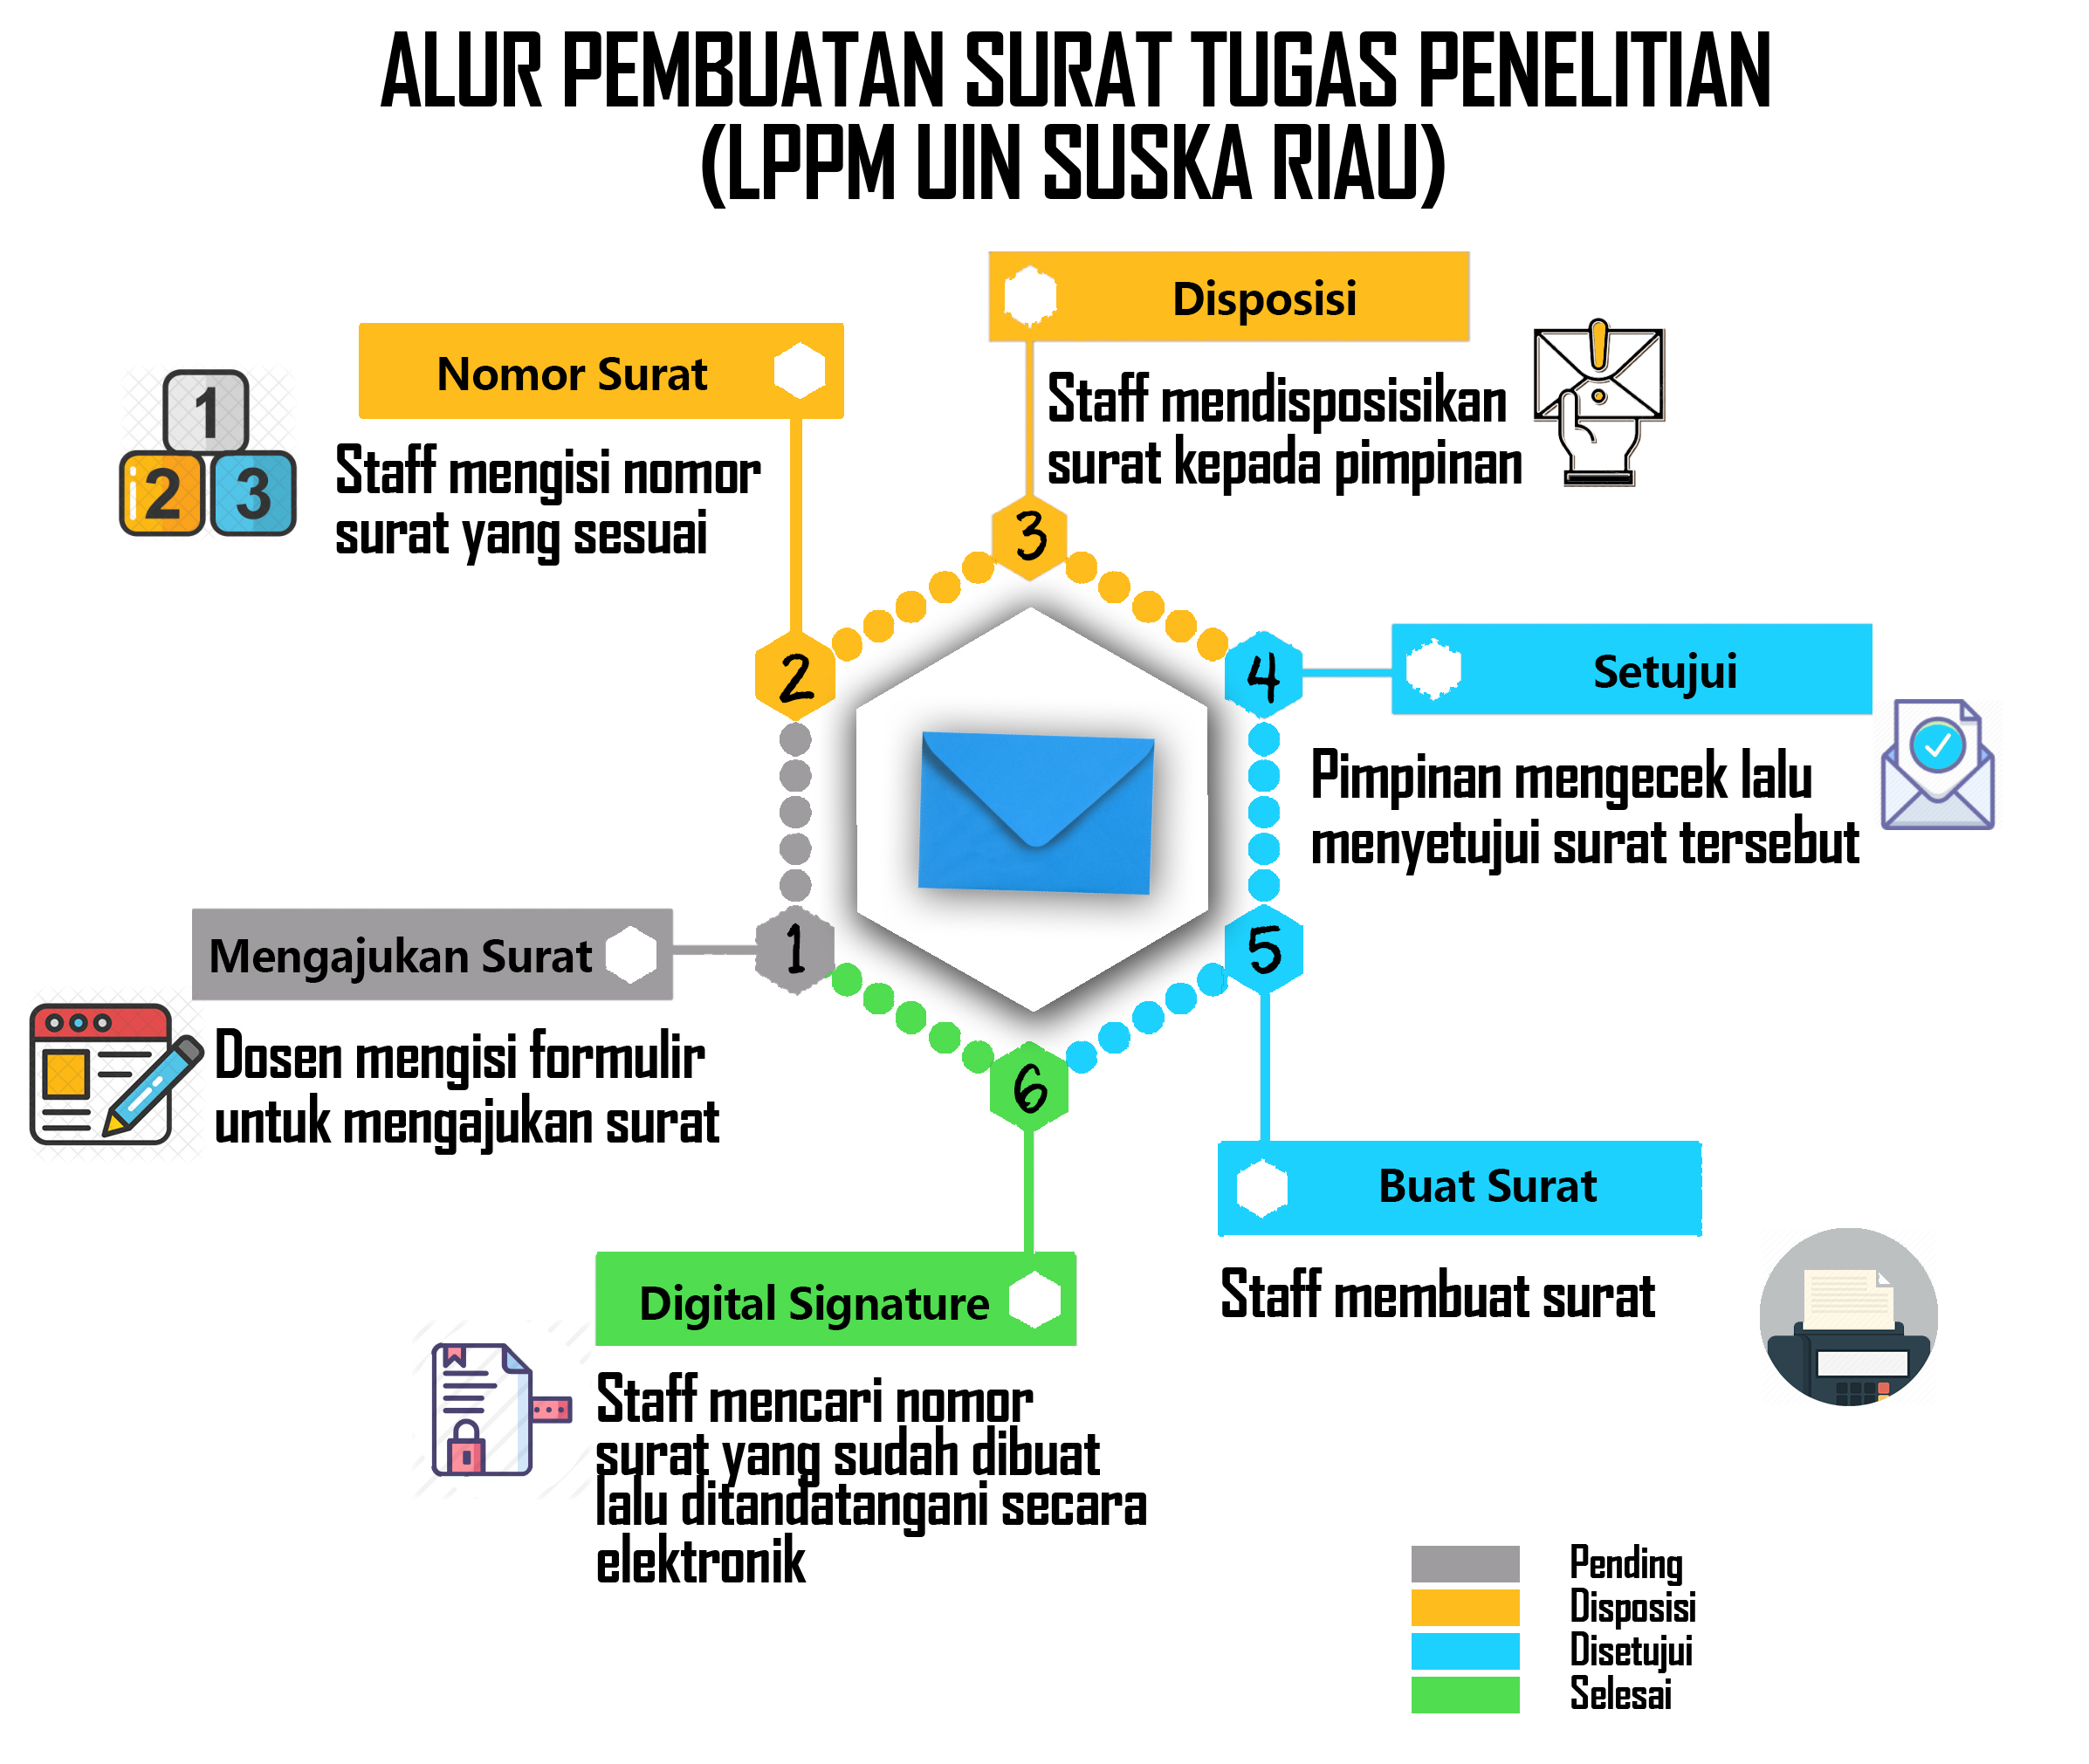 ALUR PEMBUATAN SURAT TUGAS PENELITIAN
(LPPM UIN SUSKA RIAU)
1
2 3
Nomor Surat
Staff mengisi nomor
surat yang sesuai
Disposisi
Staff mendisposisikan
surat kepada pimpinan
3
2
4
Setujui
Pimpinan mengecek lalu
menyetujui surat tersebut
Mengajukan Surat
1
Dosen mengisi formulir
untuk mengajukan surat
5
Buat Surat
Staff membuat surat
6
Digital Signature
Staff mencari nomor
surat yang sudah dibuat
lalu ditandatangani secara
elektronik
Pending
Disposisi
Disetujui
Selesai